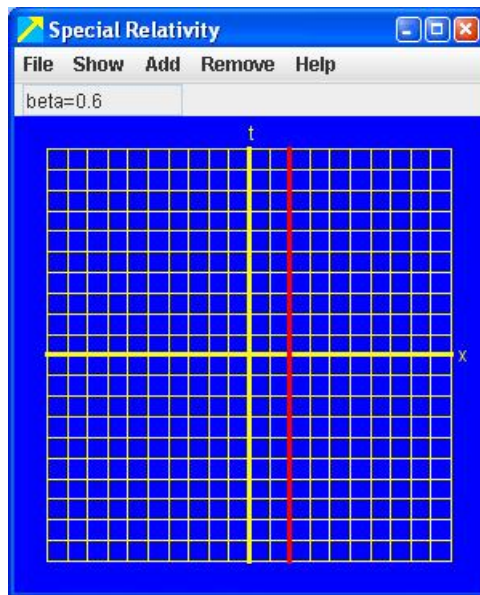 Special Relativity
File Show Add Remove Help
beta=0.6
t
x